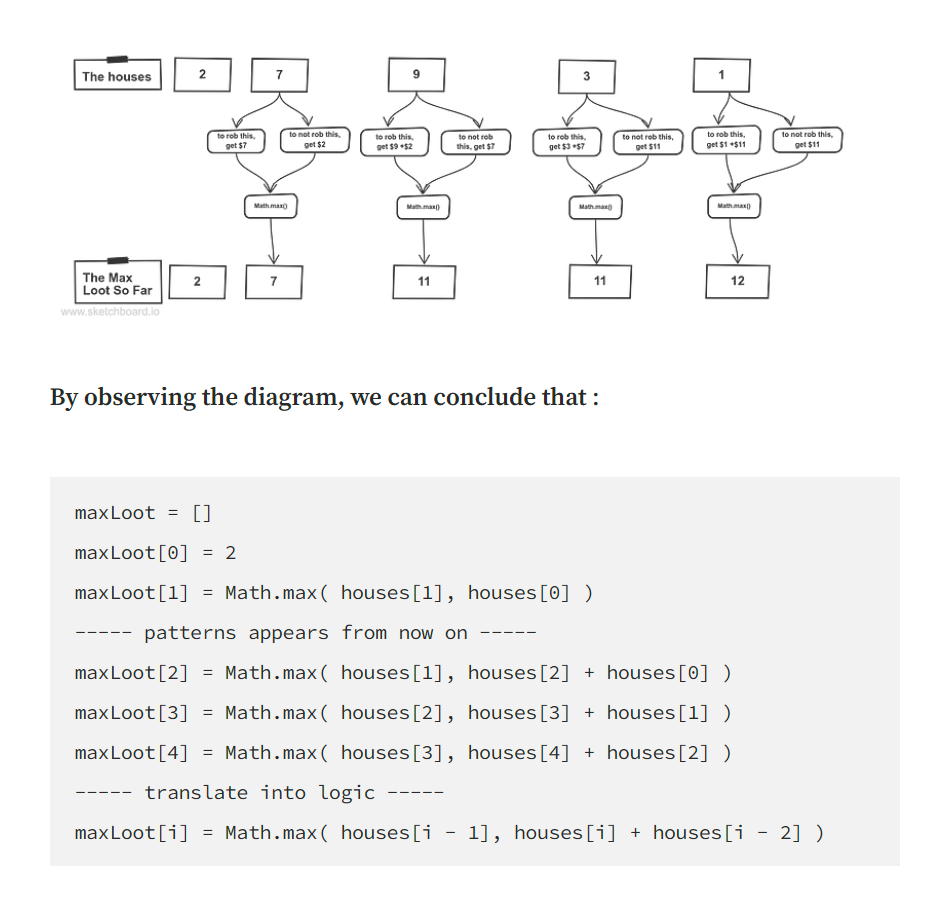 The houses
2
7
9
3
1
to rob this,
get $7
to not rob this,
get $2
to rob this,
get $9 +$2
to not rob
this, get $7
to rob this,
get $3 +$7
to not rob this,
get $11
to rob this,
get $1 +$11
to not rob this,
get $11
Math.max()
Math.max()
Math.max()
Math.max()
The Max
Loot So Far
2
7
11
11
12
www.sketchboard.io
By observing the diagram, we can conclude that :
maxLoot = []
maxLoot[0] = 2
maxLoot[1] = Math.max( houses[1], houses[0] )
----- patterns appears from now on -----
maxLoot[2] = Math.max( houses[1], houses[2] + houses[0] )
maxLoot[3] = Math.max( houses[2], houses[3] + houses[1] )
maxLoot[4] = Math.max( houses[3], houses[4] + houses[2] )
----- translate into logic -----
maxLoot[i] = Math.max( houses[i - 1], houses[i] + houses[i - 2] )